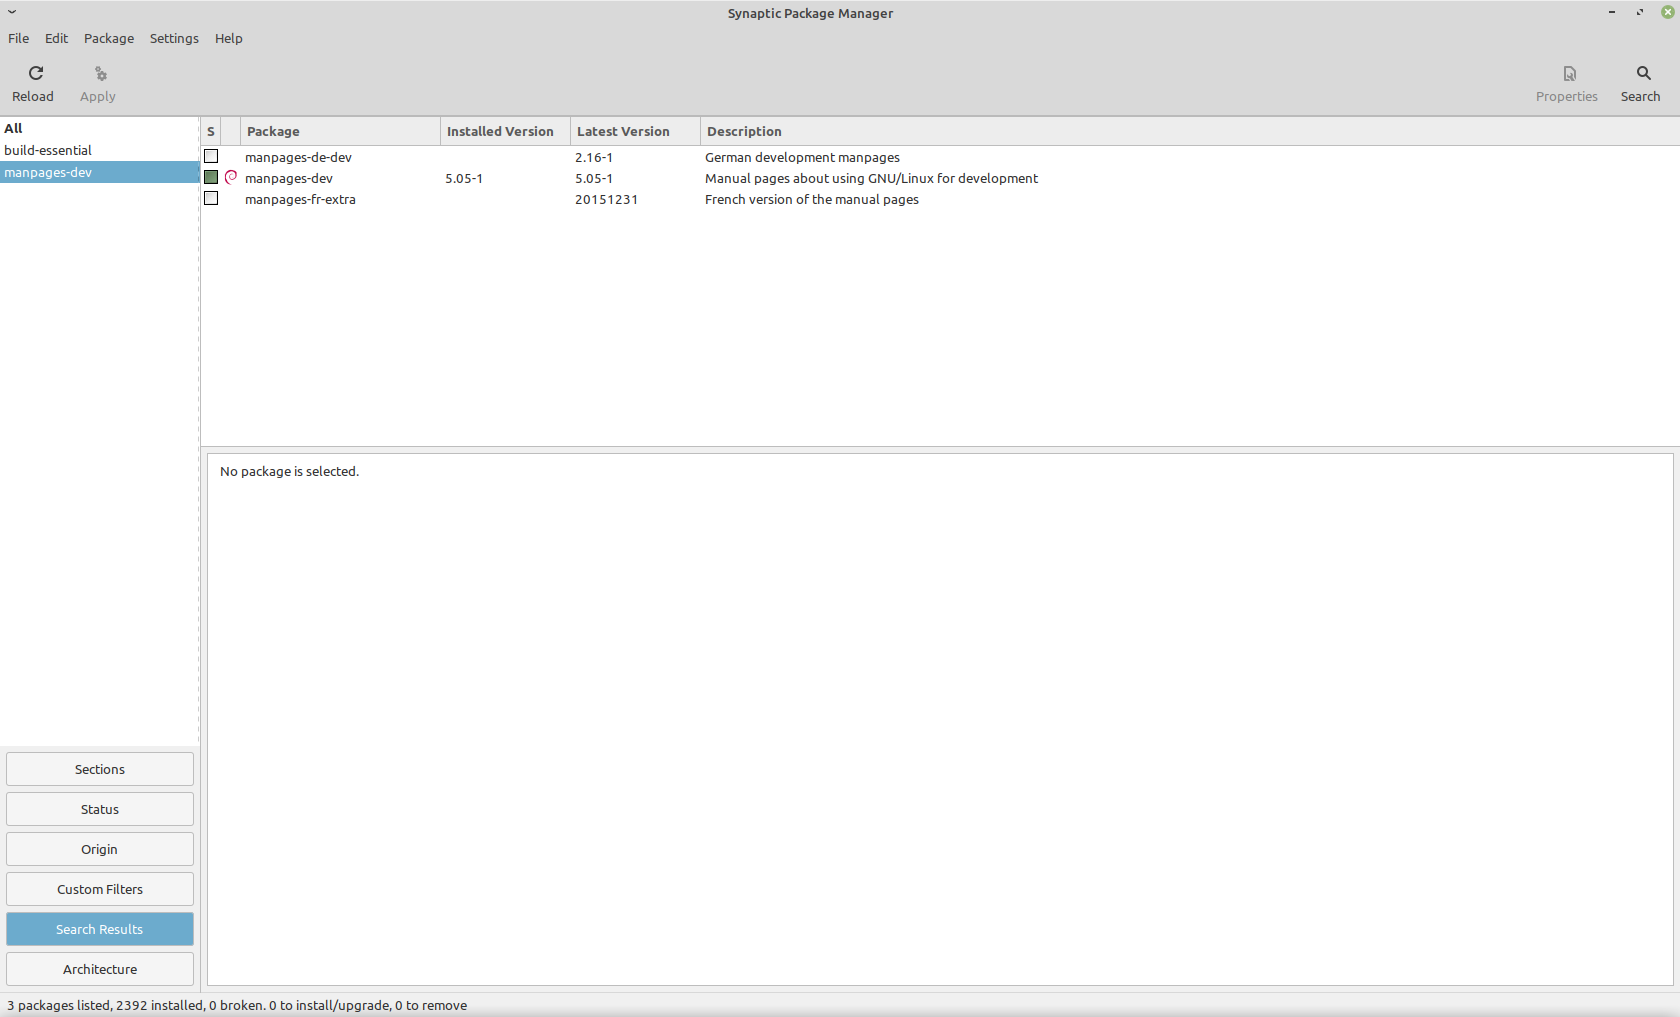 Synaptic Package Manager
File Edit Package Settings Help
Reload Apply Properties Search
All
build-essential
manpages-dev
S Package Installed Version Latest Version Description
manpages-de-dev 2.16-1 German development manpages
manpages-dev 5.05-1 5.05-1 Manual pages about using GNU/Linux for development
manpages-fr-extra 20151231 French version of the manual pages
No package is selected.
Sections
Status
Origin
Custom Filters
Search Results
Architecture
3 packages listed, 2392 installed, 0 broken. 0 to install/upgrade, 0 to remove